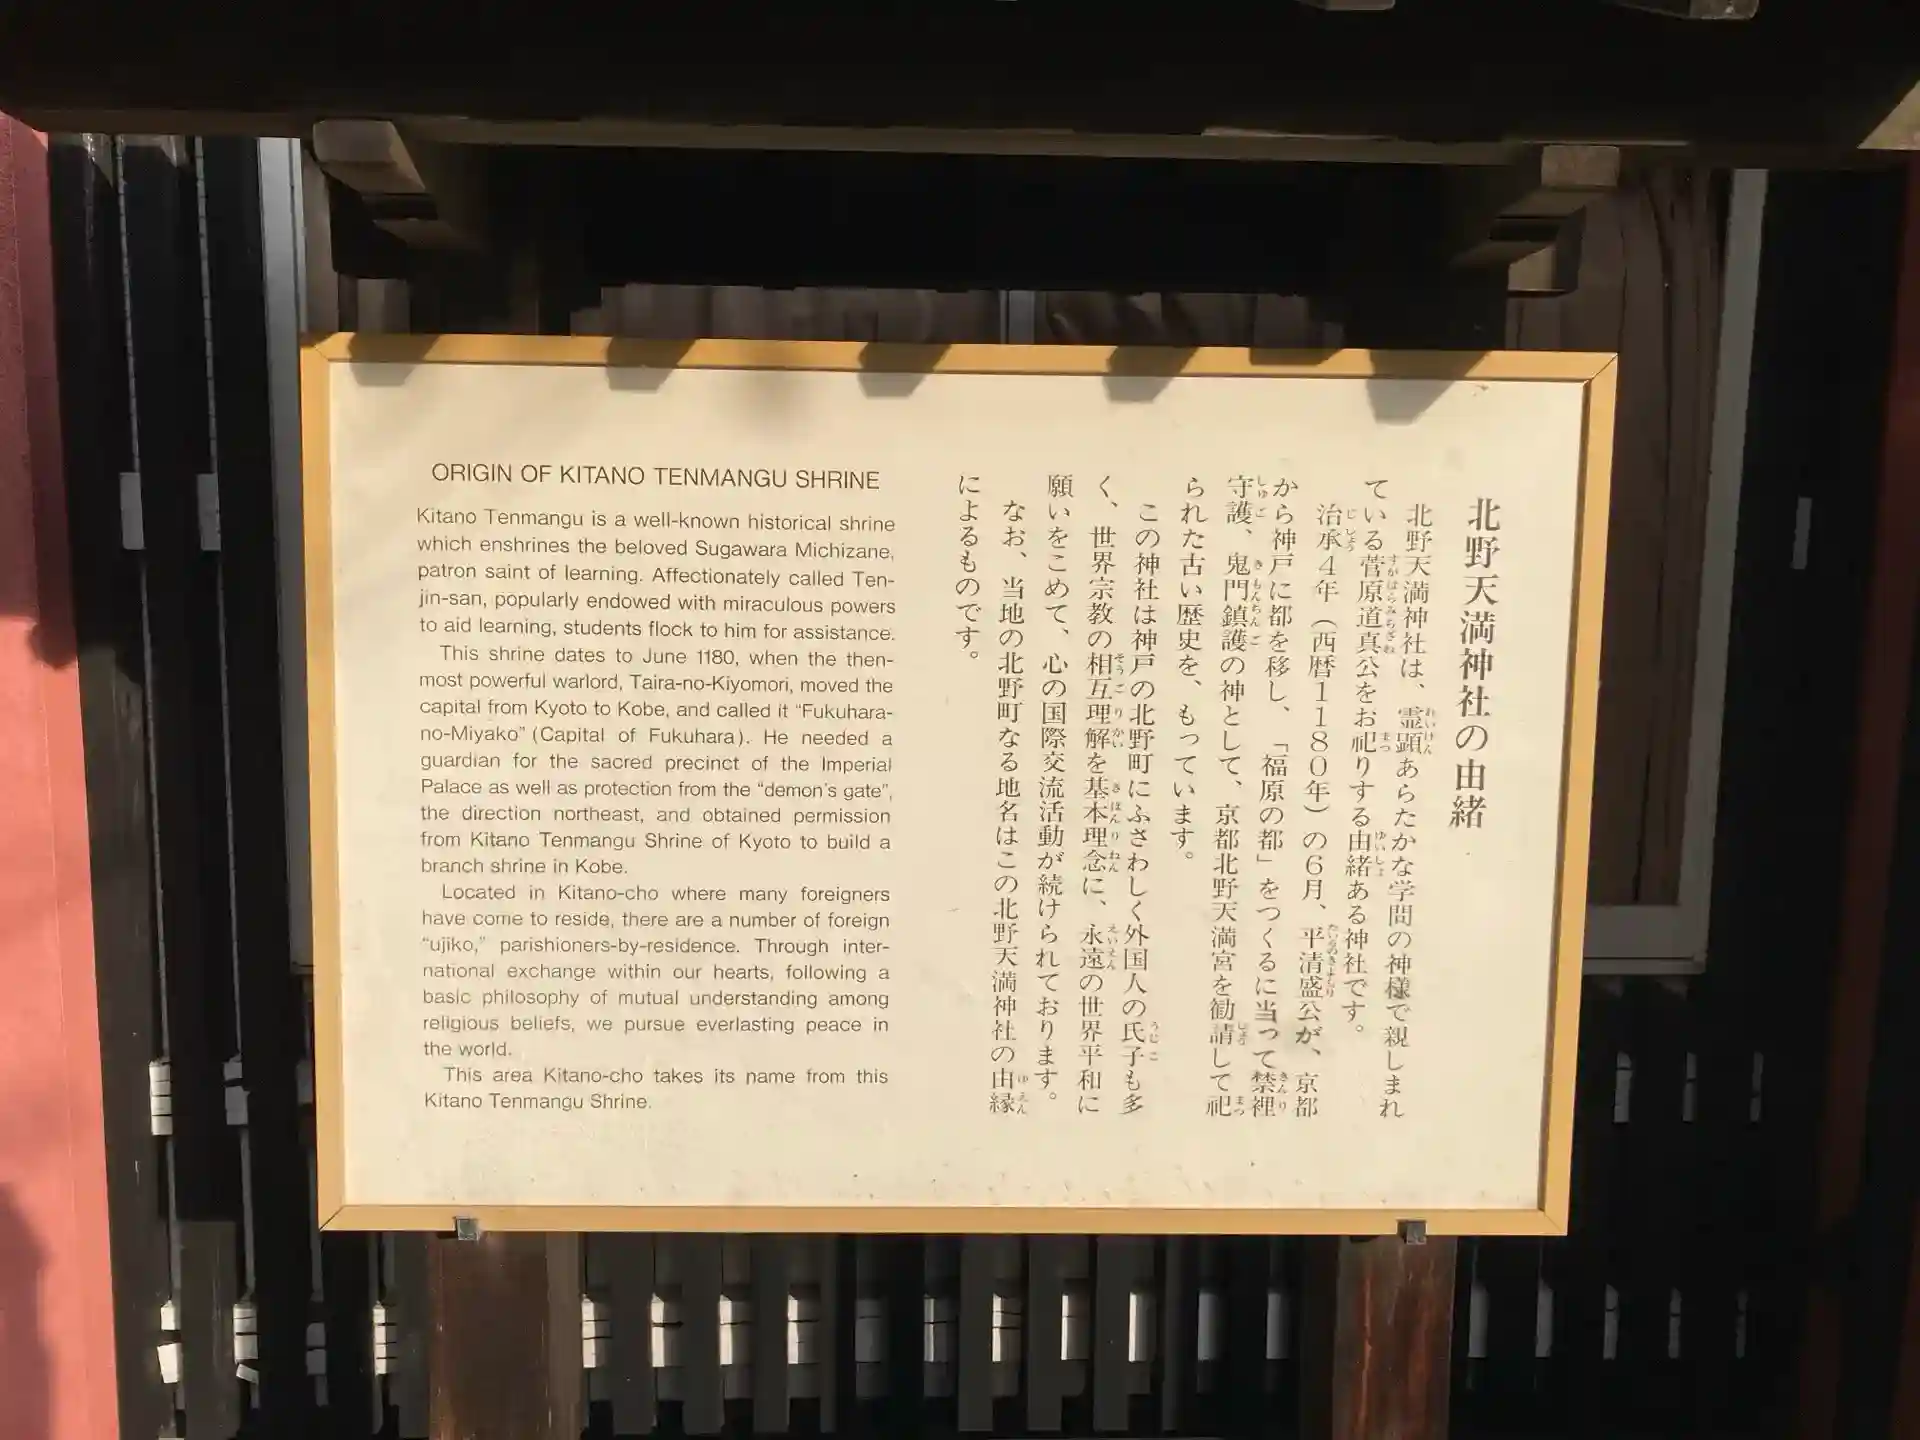 ORIGIN OF KITANO TENMANGU SHRINE
Kitano Tenmangu is a well-known historical shrine
which enshrines the beloved Sugawara Michizane,
patron saint of learning. Affectionately called Ten-
jin-san, popularly endowed with miraculous powers
to aid learning, students flock to him for assistance.
This shrine dates to June 1180, when the then-
most powerful warlord, Taira-no-Kiyomori, moved the
capital from Kyoto to Kobe, and called it "Fukuhara-
no-Miyako" (Capital of Fukuhara). He needed a
guardian for the sacred precinct of the Imperial
Palace as well as protection from the "demon's gate",
the direction northeast, and obtained permission
from Kitano Tenmangu Shrine of Kyoto to build a
branch shrine in Kobe.
Located in Kitano-cho where many foreigners
have come to reside, there are a number of foreign
"ujiko," parishioners-by-residence. Through inter-
national exchange within our hearts, following a
basic philosophy of mutual understanding among
religious beliefs, we pursue everlasting peace in
the world.
This area Kitano-cho takes its name from this
Kitano Tenmangu Shrine.
北野天満神社の由緒
北野天満神社は、霊顕あらたかな学問の神様で親しまれ
ている菅原道真公をお祀りする由緒ある神社です。
治承4年（西暦1180年）の6月、平清盛公が、京都
から神戸に都を移し、「福原の都」をつくるに当って禁裡
守護、鬼門鎮護の神として、京都北野天満宮を勧請して祀
られた古い歴史を、もっています。
この神社は神戸の北野町にふさわしく外国人の氏子も多
く、世界宗教の相互理解を基本理念に、永遠の世界平和に
願いをこめて、心の国際交流活動が続けられております。
なお、当地の北野町なる地名はこの北野天満神社の由縁
によるものです。